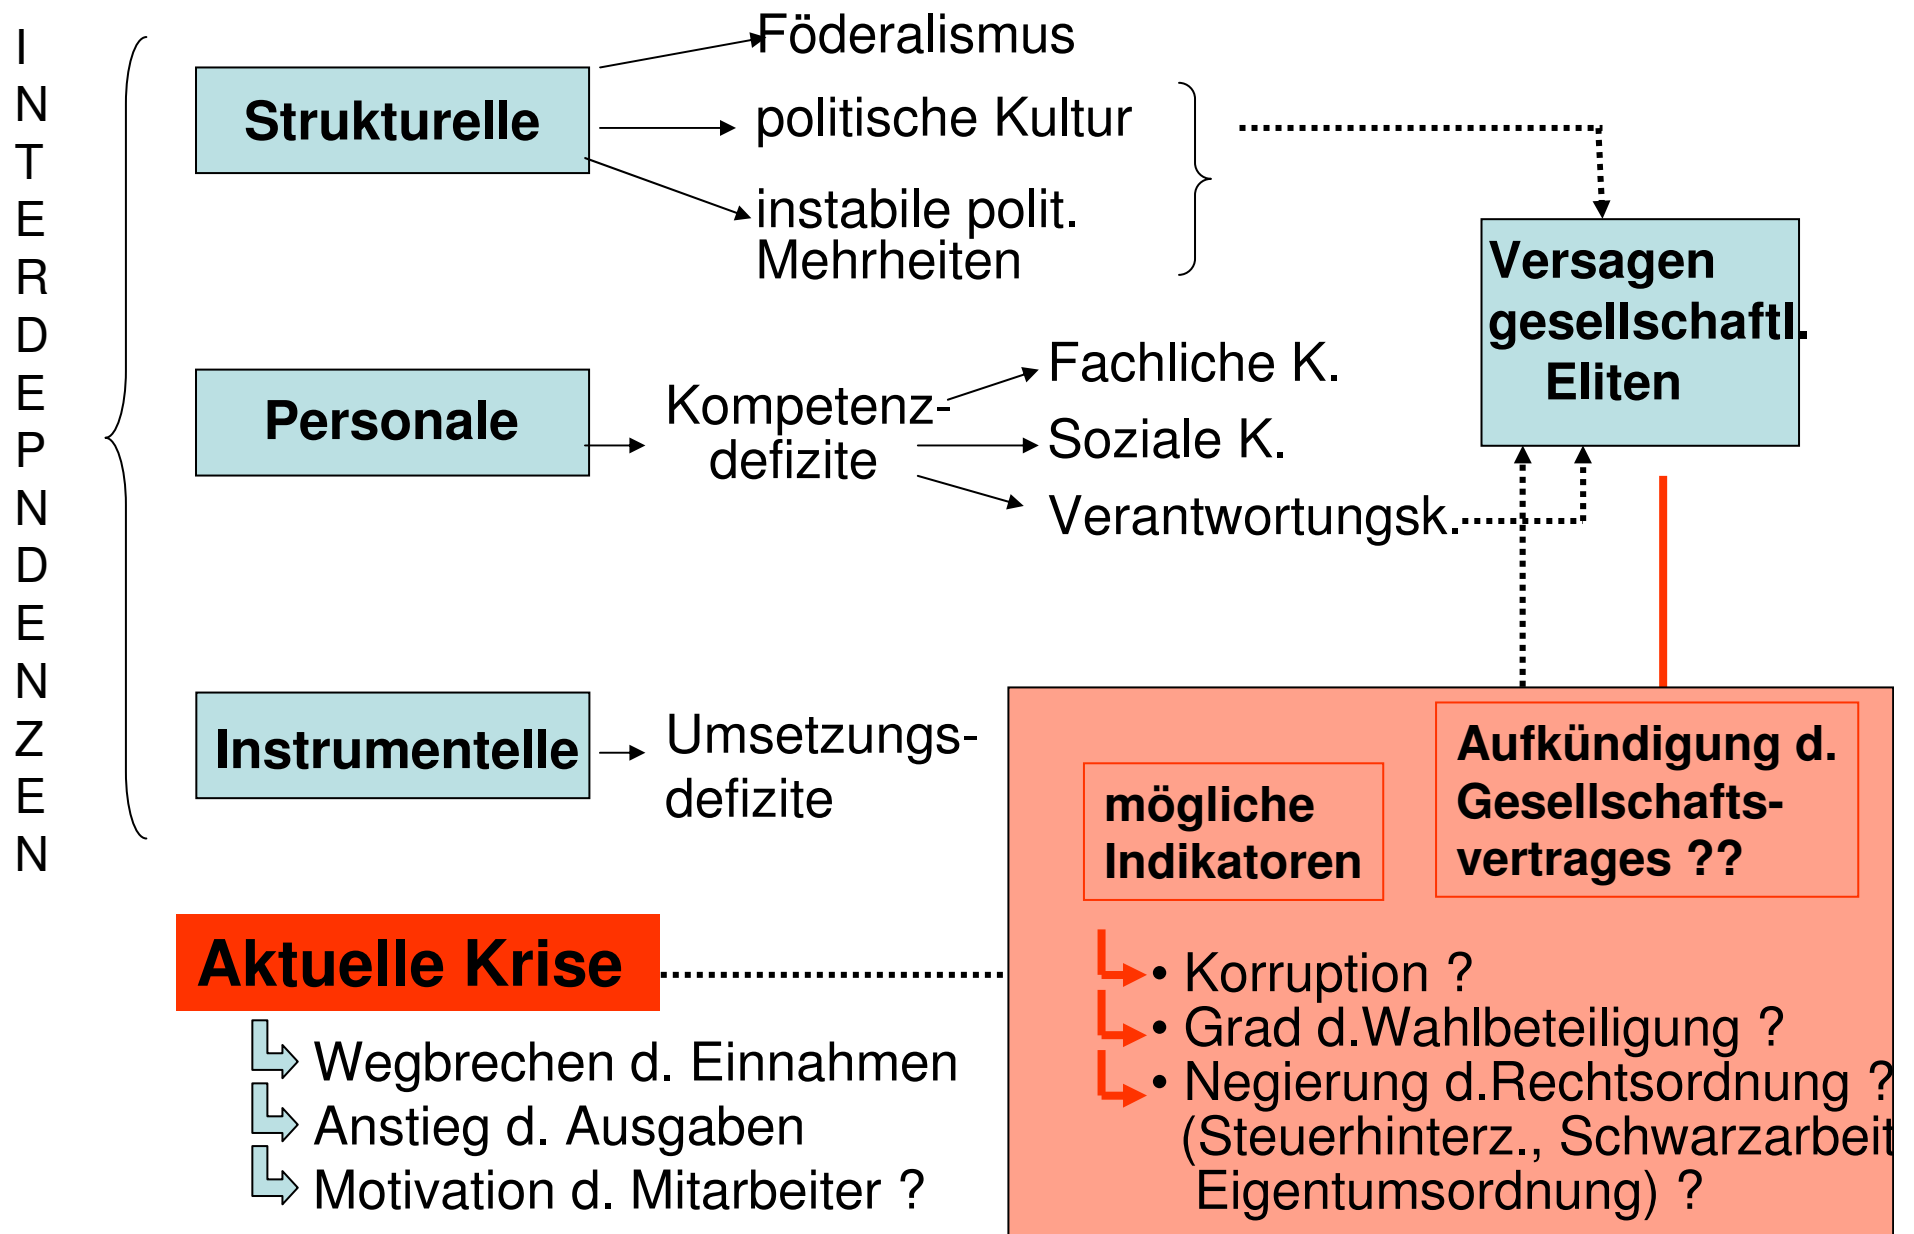 I
N
T
E
R
D
E
P
N
D
E
N
Z
E
N
Strukturelle
Föderalismus
politische Kultur
instabile polit.
Mehrheiten
Versagen
gesellschaftl.
Eliten
Personale
Kompetenz-
defizite
Fachliche K.
Soziale K.
Verantwortungsk.
Instrumentelle
Umsetzungs-
defizite
Aktuelle Krise
Wegbrechen d. Einnahmen
Anstieg d. Ausgaben
Motivation d. Mitarbeiter ?
mögliche
Indikatoren
Aufkündigung d.
Gesellschafts-
vertrages ??
• Korruption ?
• Grad d.Wahlbeteiligung ?
• Negierung d.Rechtsordnung ?
(Steuerhinterz., Schwarzarbeit
Eigentumsordnung) ?